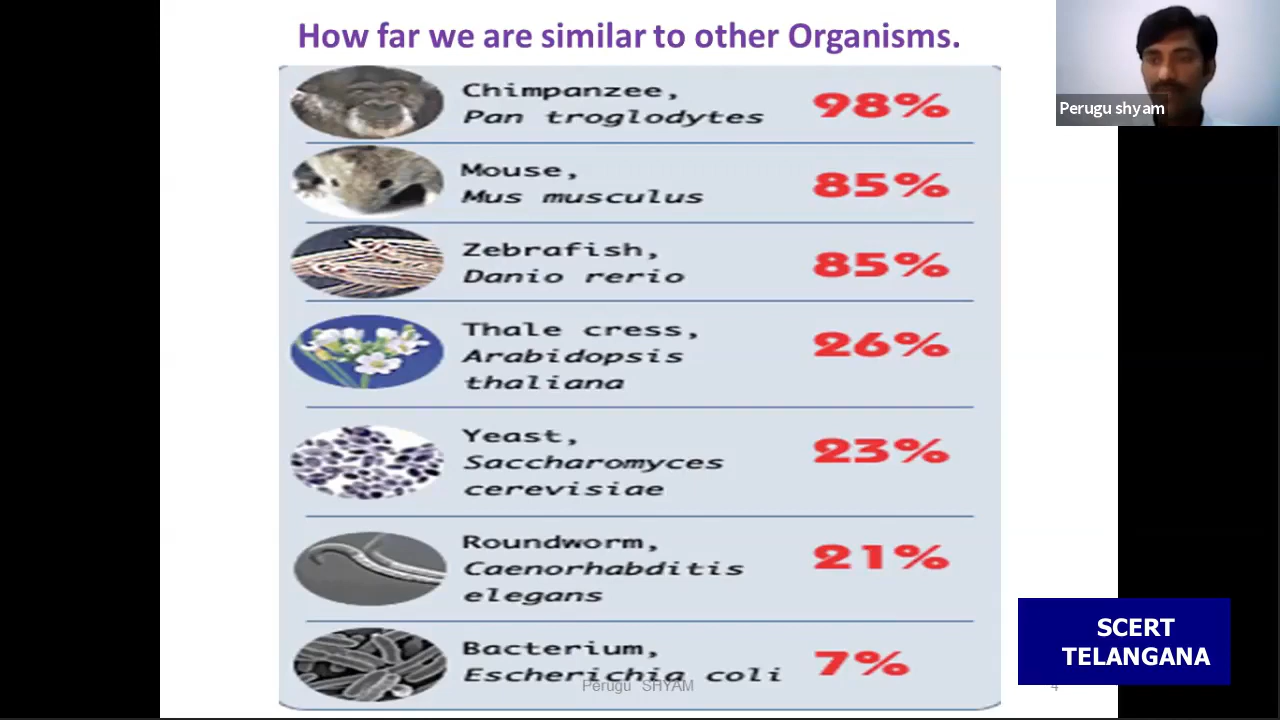 How far we are similar to other Organisms.
Perugu shyam
Chimpanzee,
Pan troglodytes
98%
Mouse,
Mus musculus
85%
Zebrafish,
Danio rerio
85%
Thale cress,
Arabidopsis
thaliana
26%
Yeast,
Saccharomyces
cerevisiae
23%
Roundworm,
Caenorhabditis
elegans
21%
Bacterium,
Escherichia coli
7%
Perugu SHYAM
4
SCERT
TELANGANA